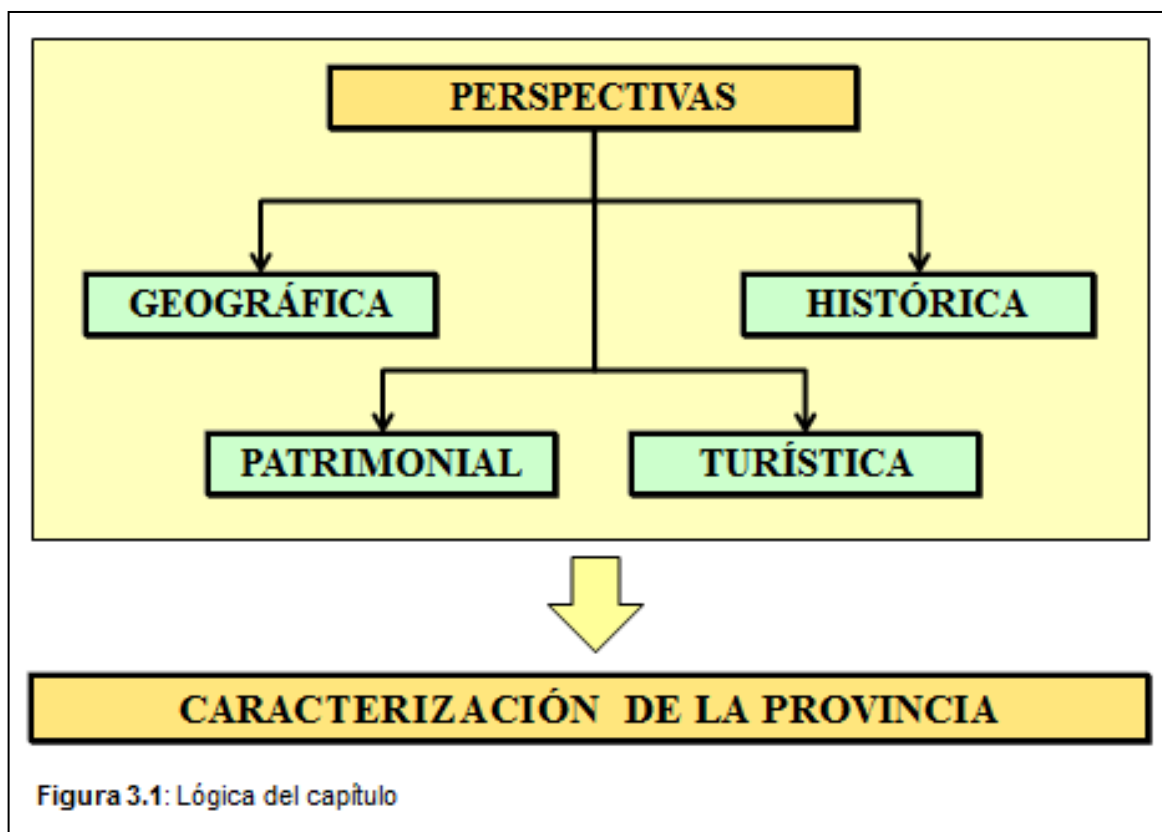 PERSPECTIVAS
GEOGRÁFICA
HISTÓRICA
PATRIMONIAL
TURÍSTICA
CARACTERIZACIÓN DE LA PROVINCIA
Figura 3.1: Lógica del capítulo